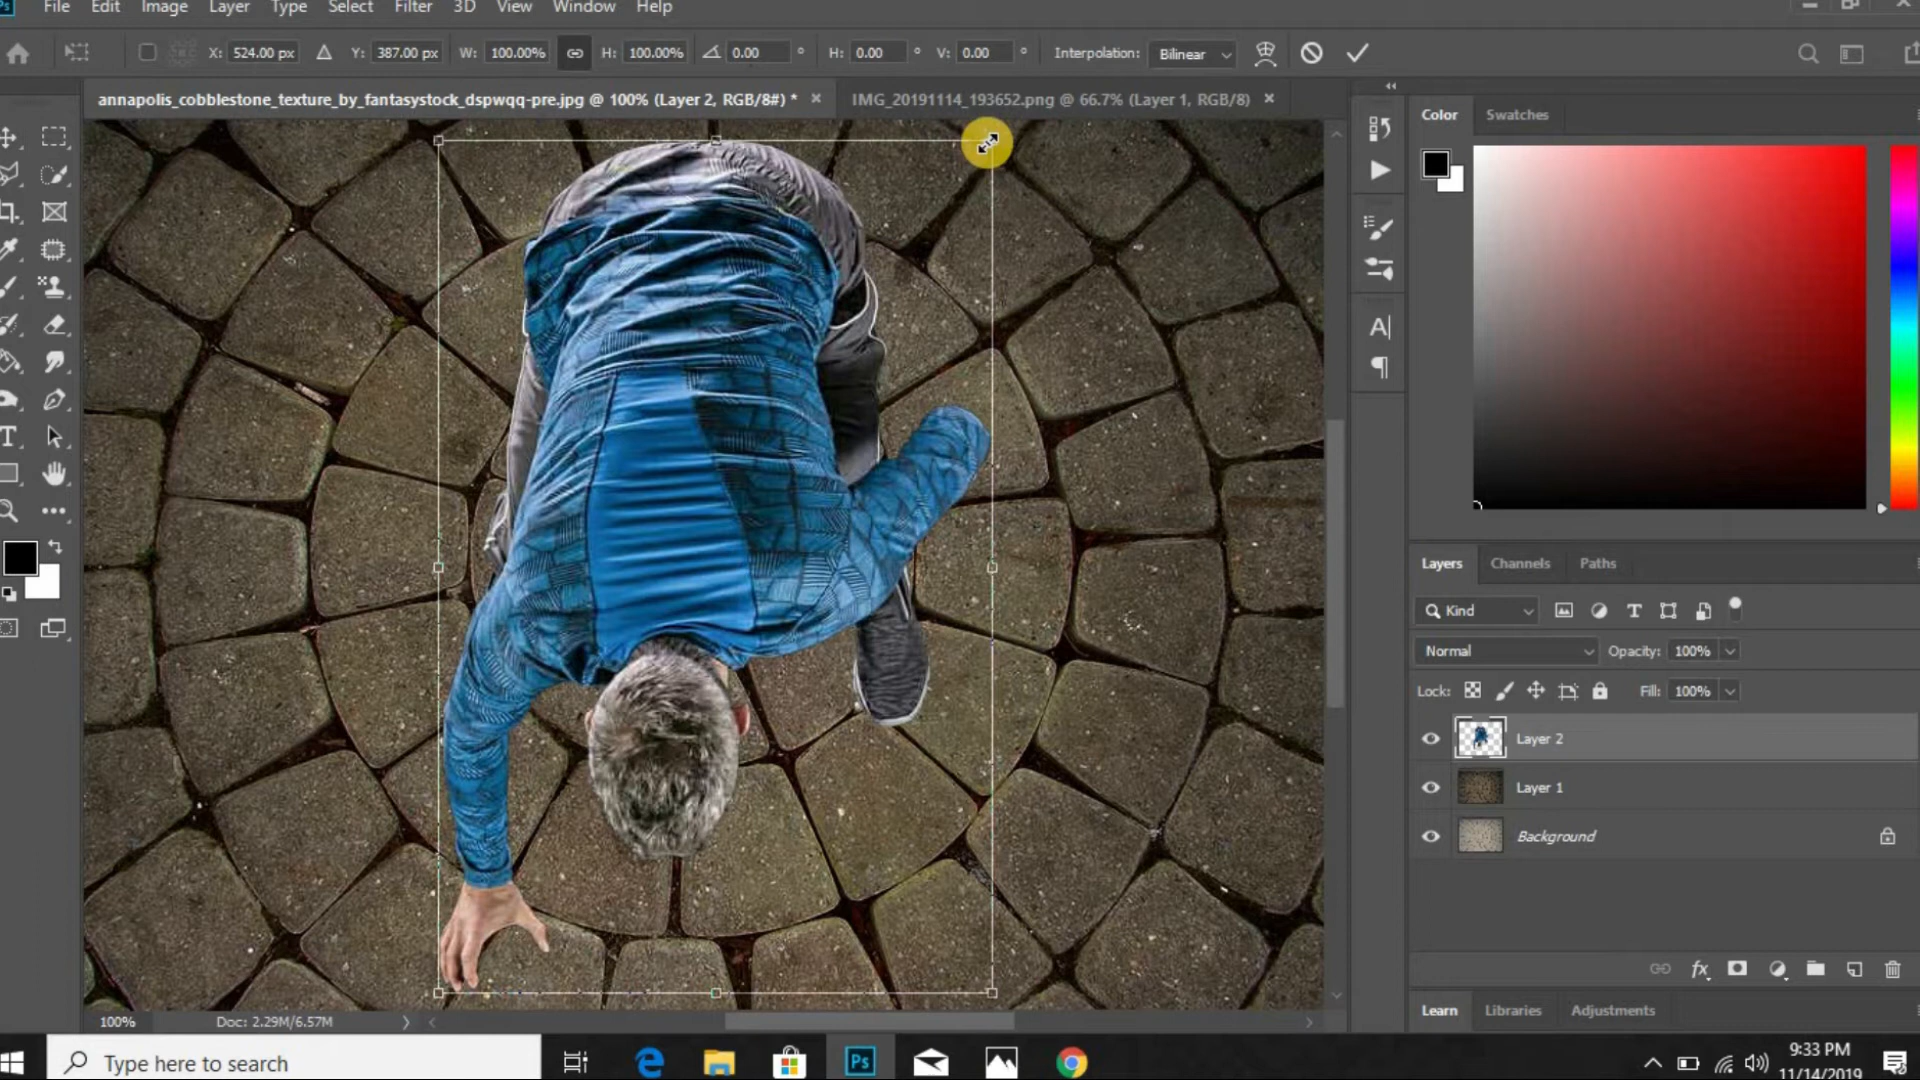 File Edit Image Layer Type Select Filter 3D View Window Help
X: 524.00 px Y: 387.00 px W: 100.00% H: 100.00% 0.00 ° H: 0.00 ° V: 0.00 ° Interpolation: Bilinear
annapolis_cobblestone_texture_by_fantasystock_dspwqq-pre.jpg @ 100% (Layer 2, RGB/8#) * × IMG_20191114_193652.png @ 66.7% (Layer 1, RGB/8) ×
Color Swatches
Layers Channels Paths
Kind
Normal Opacity: 100%
Lock: Fill: 100%
Layer 2
Layer 1
Background
fx
100% Doc: 2.29M/6.57M
Learn Libraries Adjustments
Type here to search
Ps
9:33 PM
11/14/2019